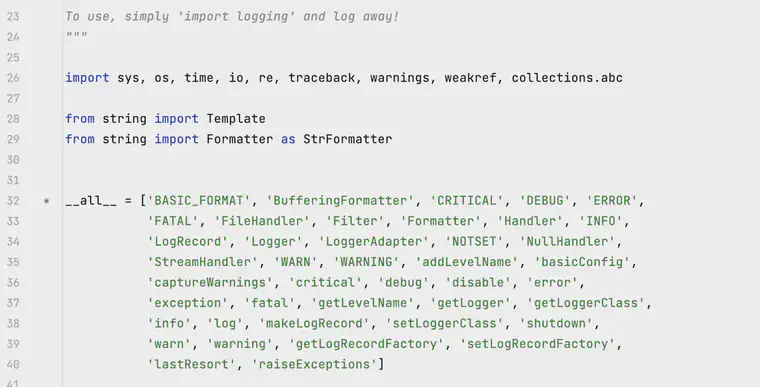 23 To use, simply 'import logging' and log away!
24 """
25
26 import sys, os, time, io, re, traceback, warnings, weakref, collections.abc
27
28 from string import Template
29 from string import Formatter as StrFormatter
30
31
32 * __all__ = ['BASIC_FORMAT', 'BufferingFormatter', 'CRITICAL', 'DEBUG', 'ERROR',
33 'FATAL', 'FileHandler', 'Filter', 'Formatter', 'Handler', 'INFO',
34 'LogRecord', 'Logger', 'LoggerAdapter', 'NOTSET', 'NullHandler',
35 'StreamHandler', 'WARN', 'WARNING', 'addLevelName', 'basicConfig',
36 'captureWarnings', 'critical', 'debug', 'disable', 'error',
37 'exception', 'fatal', 'getLevelName', 'getLogger', 'getLoggerClass',
38 'info', 'log', 'makeLogRecord', 'setLoggerClass', 'shutdown',
39 'warn', 'warning', 'getLogRecordFactory', 'setLogRecordFactory',
40 'lastResort', 'raiseExceptions']
41